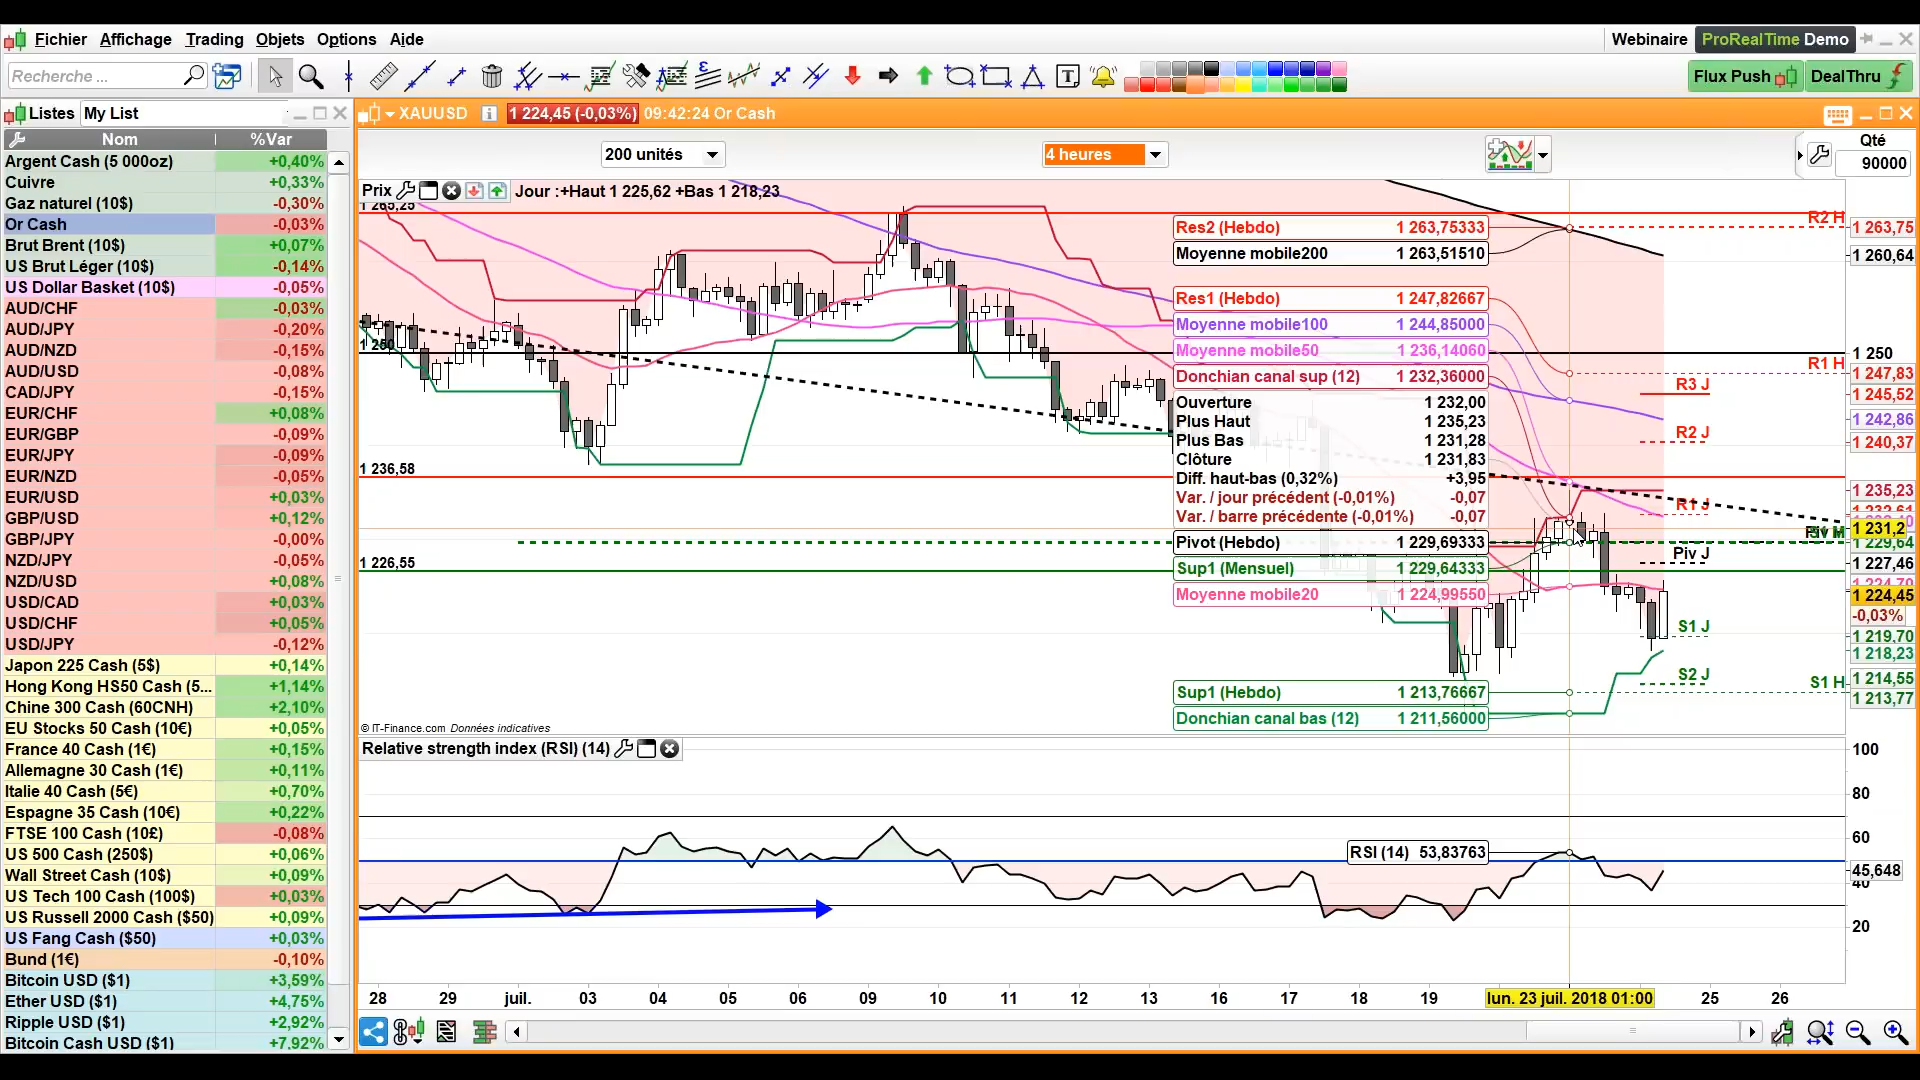 Fichier Affichage Trading Objets Options Aide Webinaire ProRealTime Demo
Recherche ... ε T Flux Push DealThru
Listes My List XAUUSD i 1 224,45 (-0,03%) 09:42:24 Or Cash
Nom %Var
Argent Cash (5 000oz) +0,40%
Cuivre +0,33%
Gaz naturel (10$) -0,30%
Or Cash -0,03%
Brut Brent (10$) +0,07%
US Brut Léger (10$) -0,14%
US Dollar Basket (10$) -0,05%
AUD/CHF -0,03%
AUD/JPY -0,20%
AUD/NZD -0,15%
AUD/USD -0,08%
CAD/JPY -0,15%
EUR/CHF +0,08%
EUR/GBP -0,09%
EUR/JPY -0,09%
EUR/NZD -0,05%
EUR/USD +0,03%
GBP/USD +0,12%
GBP/JPY -0,00%
NZD/JPY -0,05%
NZD/USD +0,08%
USD/CAD +0,03%
USD/CHF +0,05%
USD/JPY -0,12%
Japon 225 Cash (5$) +0,14%
Hong Kong HS50 Cash (5... +1,14%
Chine 300 Cash (60CNH) +2,10%
EU Stocks 50 Cash (10€) +0,05%
France 40 Cash (1€) +0,15%
Allemagne 30 Cash (1€) +0,11%
Italie 40 Cash (5€) +0,70%
Espagne 35 Cash (10€) +0,22%
FTSE 100 Cash (10£) -0,08%
US 500 Cash (250$) +0,06%
Wall Street Cash (10$) +0,09%
US Tech 100 Cash (100$) +0,03%
US Russell 2000 Cash ($50) +0,09%
US Fang Cash ($50) +0,03%
Bund (1€) -0,10%
Bitcoin USD ($1) +3,59%
Ether USD ($1) +4,75%
Ripple USD ($1) +2,92%
Bitcoin Cash USD ($1) +7,92%
200 unités 4 heures Qté
90000
Prix Jour :+Haut 1 225,62 +Bas 1 218,23
1 265,25
1 250
1 236,58
1 226,55
Res2 (Hebdo) 1 263,75333
Moyenne mobile200 1 263,51510
Res1 (Hebdo) 1 247,82667
Moyenne mobile100 1 244,85000
Moyenne mobile50 1 236,14060
Donchian canal sup (12) 1 232,36000
Ouverture 1 232,00
Plus Haut 1 235,23
Plus Bas 1 231,28
Clôture 1 231,83
Diff. haut-bas (0,32%) +3,95
Var. / jour précédent (-0,01%) -0,07
Var. / barre précédente (-0,01%) -0,07
Pivot (Hebdo) 1 229,69333
Sup1 (Mensuel) 1 229,64333
Moyenne mobile20 1 224,99550
Sup1 (Hebdo) 1 213,76667
Donchian canal bas (12) 1 211,56000
R2 H
R1 H
R3 J
R2 J
R1 J
Piv J
S1 J
S2 J
S1 H
1 263,75
1 260,64
1 250
1 247,83
1 245,52
1 242,86
1 240,37
1 235,23
1 231,2
1 229,64
1 227,46
1 224,45
-0,03%
1 219,70
1 218,23
1 214,55
1 213,77
© IT-Finance.com Données indicatives
Relative strength index (RSI) (14)
RSI (14) 53,83763
100
80
60
45,648
40
20
28 29 juil. 03 04 05 06 09 10 11 12 13 16 17 18 19 lun. 23 juil. 2018 01:00 25 26